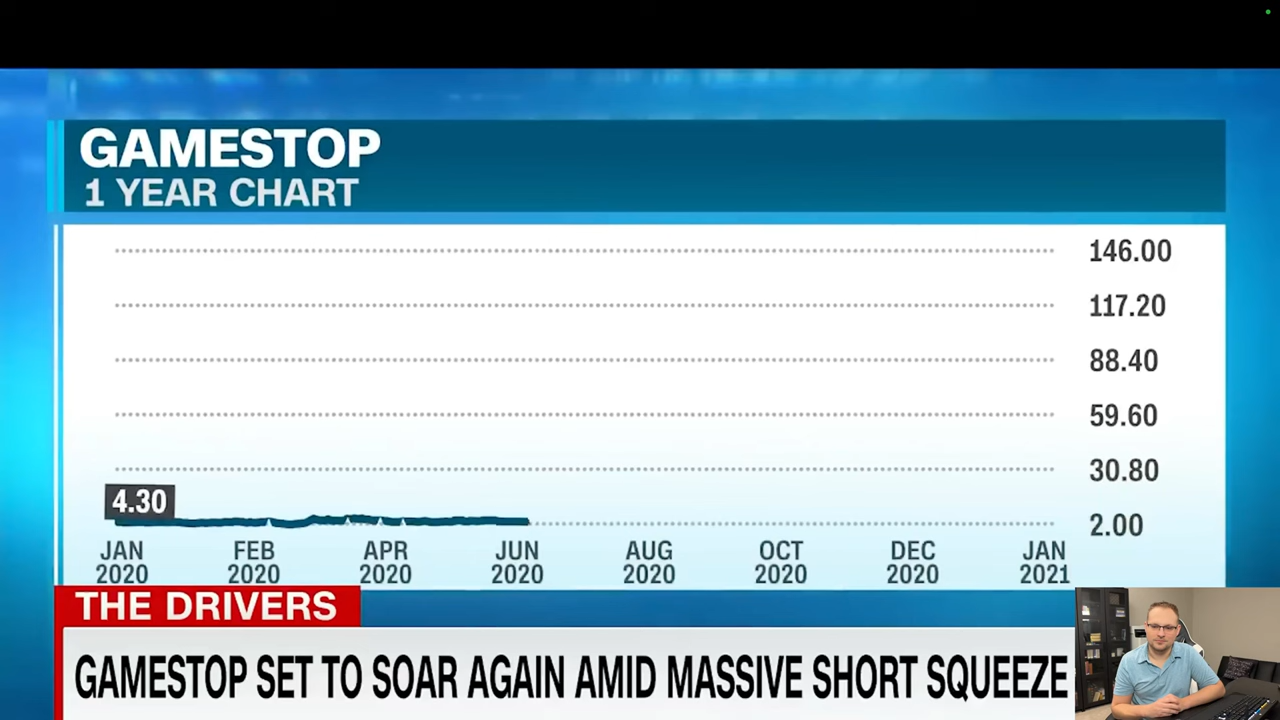 GAMESTOP
1 YEAR CHART
146.00
117.20
88.40
59.60
30.80
4.30
2.00
JAN FEB APR JUN AUG OCT DEC JAN
2020 2020 2020 2020 2020 2020 2020 2021
THE DRIVERS
GAMESTOP SET TO SOAR AGAIN AMID MASSIVE SHORT SQUEEZE